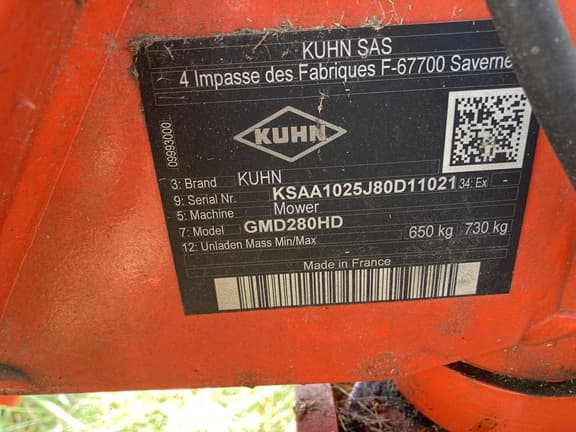 KUHN SAS
4 Impasse des Fabriques F-67700 Saverne
KUHN
09993000
3: Brand KUHN
9: Serial Nr. KSAA1025J80D11021 34: Ex -
5: Machine Mower
7: Model GMD280HD
12: Unladen Mass Min/Max 650 kg 730 kg
Made in France